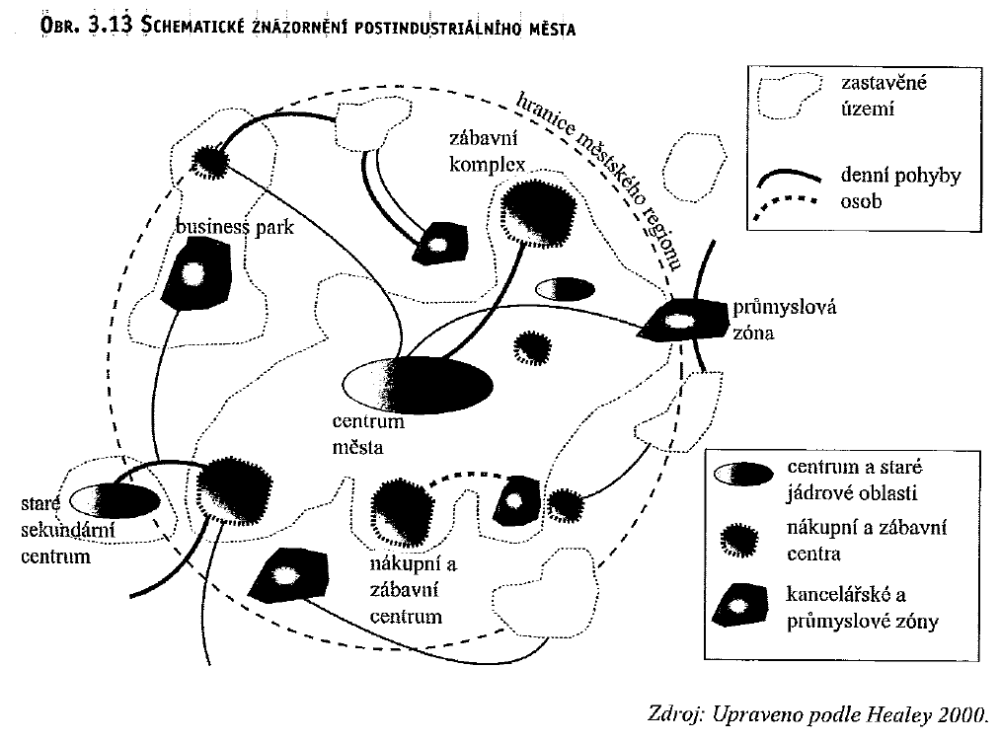 OBR. 3.13 SCHEMATICKÉ ZNÁZORNĚNÍ POSTINDUSTRIÁLNÍHO MĚSTA
zastavěné
území
denní pohyby
osob
hranice městského regionu
zábavní
komplex
business park
průmyslová
zóna
centrum
města
staré
sekundární
centrum
nákupní a
zábavní
centrum
centrum a staré
jádrové oblasti
nákupní a zábavní
centra
kancelářské a
průmyslové zóny
Zdroj: Upraveno podle Healey 2000.